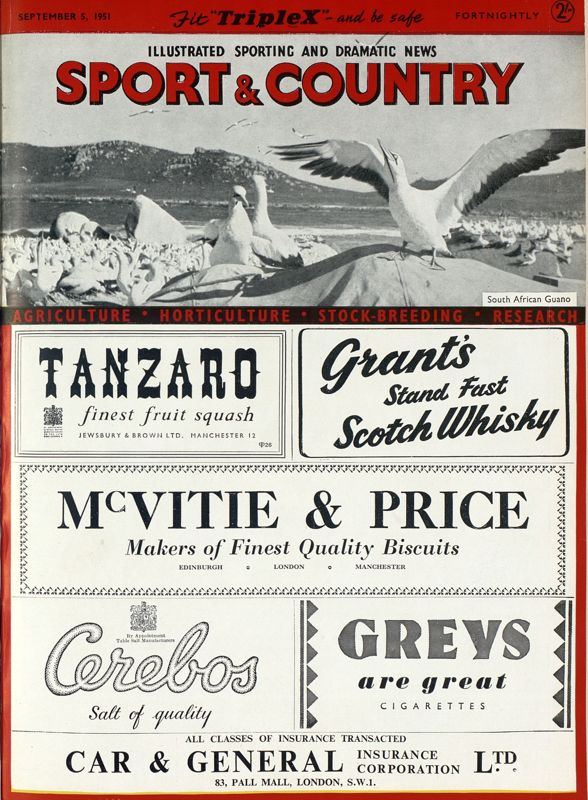 SEPTEMBER 5, 1951
Fit "TripleX" - and be safe
FORTNIGHTLY
2/-
ILLUSTRATED SPORTING AND DRAMATIC NEWS
SPORT & COUNTRY
South African Guano
AGRICULTURE • HORTICULTURE • STOCK-BREEDING • RESEARCH
TANZARO
finest fruit squash
JEWSBURY & BROWN LTD. MANCHESTER 12
Grant's
Stand Fast
Scotch Whisky
McVITIE & PRICE
Makers of Finest Quality Biscuits
EDINBURGH LONDON MANCHESTER
By Appointment
Table Salt Manufacturers
Cerebos
Salt of quality
GREYS
are great
CIGARETTES
ALL CLASSES OF INSURANCE TRANSACTED
CAR & GENERAL INSURANCE CORPORATION LTD.
83, PALL MALL, LONDON, S.W.1.